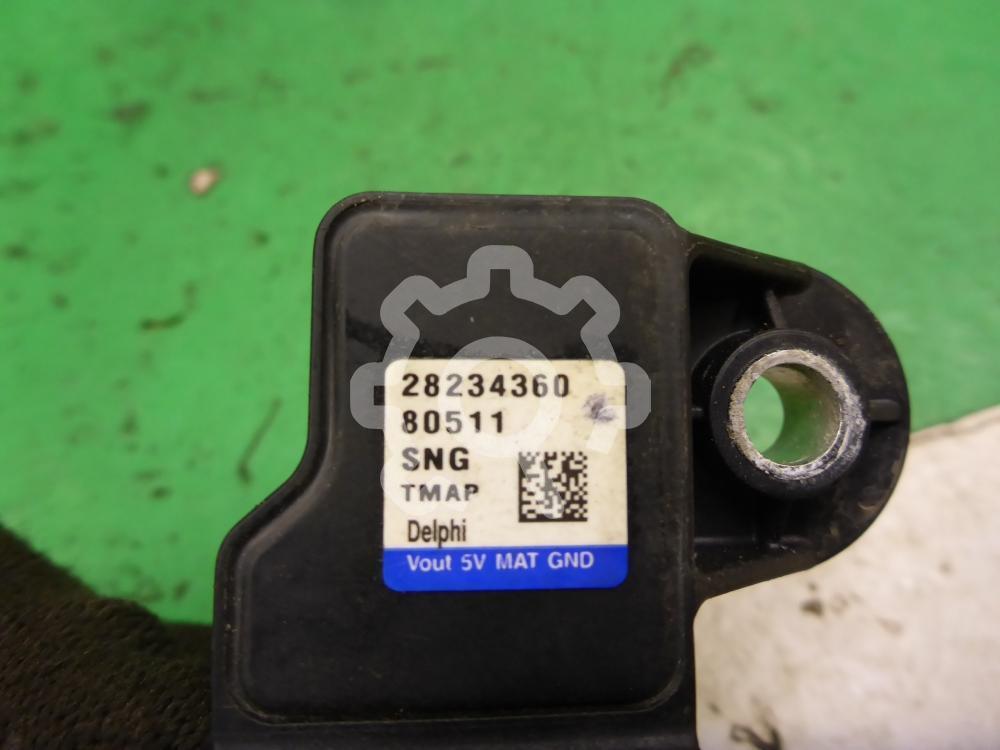 28234360
80511
SNG
TMAP
Delphi
Vout 5V MAT GND